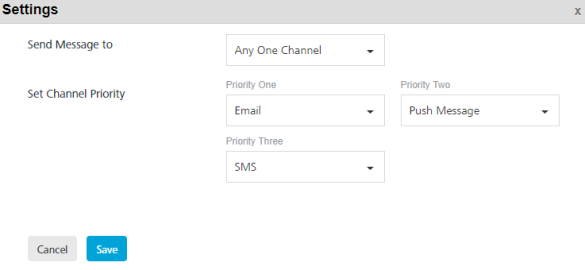 Settings x
Send Message to Any One Channel
Priority One Priority Two
Set Channel Priority Email Push Message
Priority Three
SMS
Cancel Save